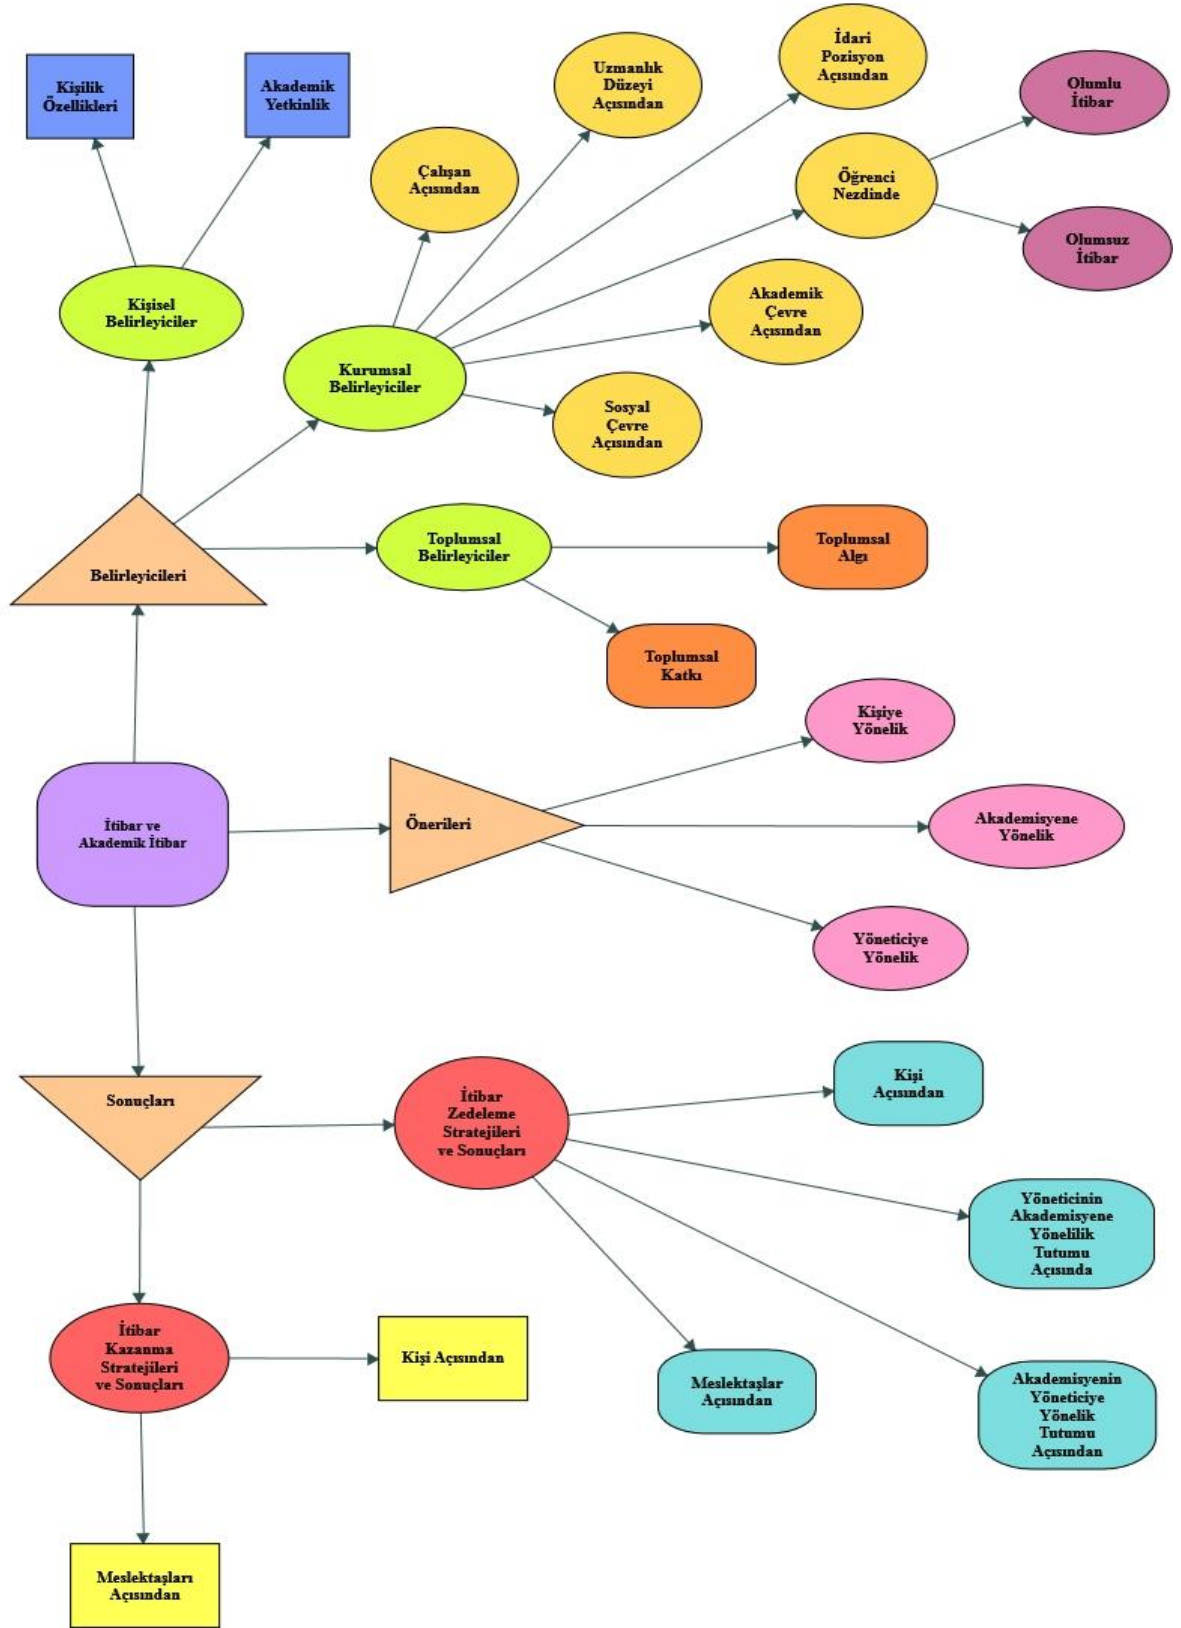 Kişilik
Özellikleri
Akademik
Yetkinlik
Çalışan
Açısından
Uzmanlık
Düzeyi
Açısından
İdari
Pozisyon
Açısından
Olumlu
İtibar
Öğrenci
Nezdinde
Olumsuz
İtibar
Kişisel
Belirleyiciler
Kurumsal
Belirleyiciler
Akademik
Çevre
Açısından
Sosyal
Çevre
Açısından
Belirleyicileri
Toplumsal
Belirleyiciler
Toplumsal
Algı
Toplumsal
Katkı
İtibar ve
Akademik İtibar
Önerileri
Kişiye
Yönelik
Akademisyene
Yönelik
Yöneticiye
Yönelik
Sonuçları
İtibar
Zedeleme
Stratejileri
ve Sonuçları
Kişi
Açısından
Yöneticinin
Akademisyene
Yönelilik
Tutumu
Açısında
İtibar
Kazanma
Stratejileri
ve Sonuçları
Kişi Açısından
Meslektaşlar
Açısından
Akademisyenin
Yöneticiye
Yönelik
Tutumu
Açısından
Meslektaşları
Açısından